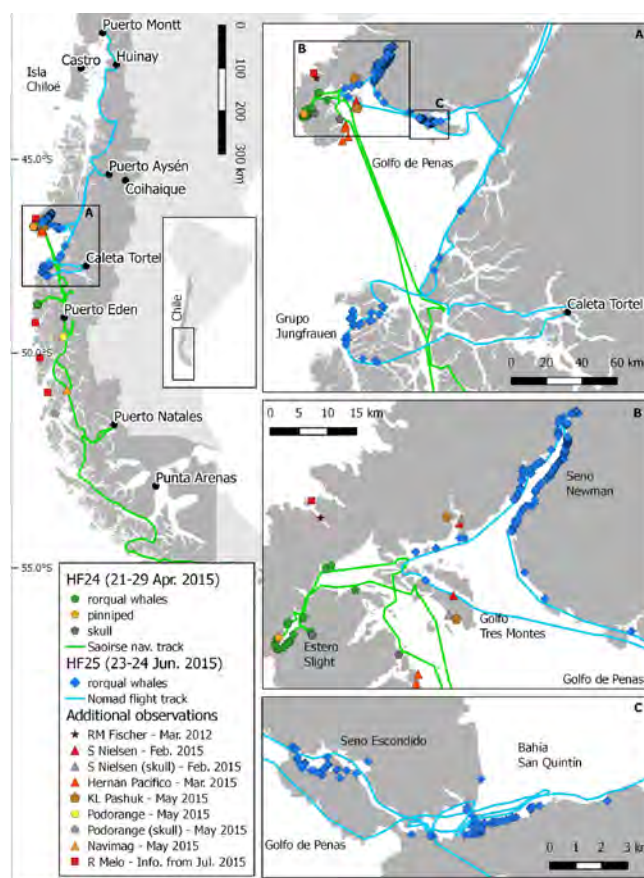 Puerto Montt
Castro
Huinay
Isla
Chiloé
0
100
200
300 km
45.0°S
Puerto Aysén
Coihaique
A
Caleta Tortel
Puerto Eden
Chile
50.0°S
Puerto Natales
Punta Arenas
55.0°S
HF24 (21-29 Apr. 2015)
rorqual whales
pinniped
skull
Saoirse nav. track
HF25 (23-24 Jun. 2015)
rorqual whales
Nomad flight track
Additional observations
RM Fischer - Mar. 2012
S Nielsen - Feb. 2015
S Nielsen (skull) - Feb. 2015
Hernan Pacifico - Mar. 2015
KL Pashuk - May 2015
Podorange - May 2015
Podorange (skull) - May 2015
Navimag - May 2015
R Melo - Info. from Jul. 2015
A
B
C
Golfo de Penas
Caleta Tortel
Grupo
Jungfrauen
0 20 40 60 km
B
0 5 10 15 km
Seno
Newman
Golfo
Tres Montes
Estero
Slight
Golfo de Penas
C
Seno Escondido
Bahía
San Quintín
Golfo de Penas
0 1 2 3 km